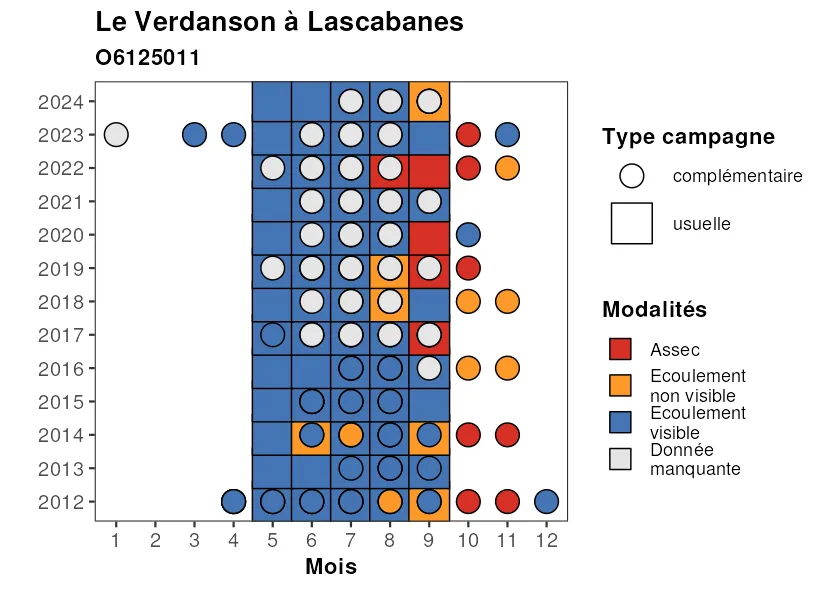 Le Verdanson à Lascabanes
O6125011
2024
2023
2022
2021
2020
2019
2018
2017
2016
2015
2014
2013
2012
1 2 3 4 5 6 7 8 9 10 11 12
Mois
Type campagne
complémentaire
usuelle
Modalités
Assec
Ecoulement
non visible
Ecoulement
visible
Donnée
manquante